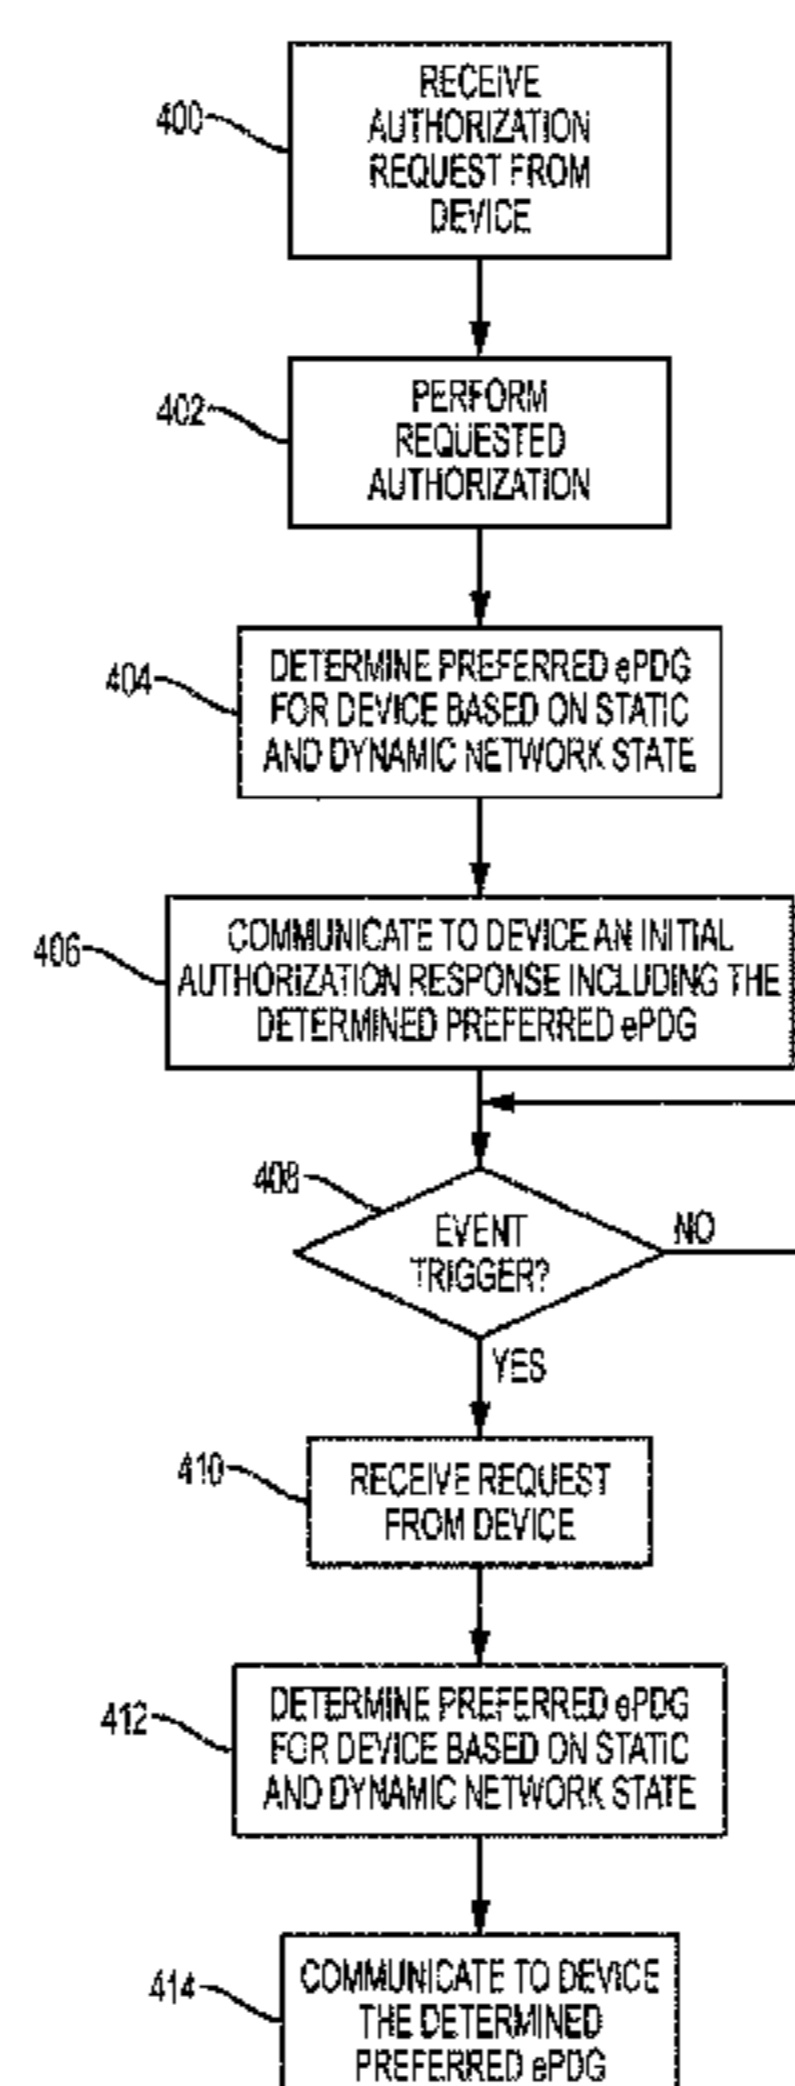 400
RECEIVE
AUTHORIZATION
REQUEST FROM
DEVICE
402
PERFORM
REQUESTED
AUTHORIZATION
404
DETERMINE PREFERRED ePDG
FOR DEVICE BASED ON STATIC
AND DYNAMIC NETWORK STATE
406
COMMUNICATE TO DEVICE AN INITIAL
AUTHORIZATION RESPONSE INCLUDING THE
DETERMINED PREFERRED ePDG
408
EVENT
TRIGGER?
NO
YES
410
RECEIVE REQUEST
FROM DEVICE
412
DETERMINE PREFERRED ePDG
FOR DEVICE BASED ON STATIC
AND DYNAMIC NETWORK STATE
414
COMMUNICATE TO DEVICE
THE DETERMINED
PREFERRED ePDG